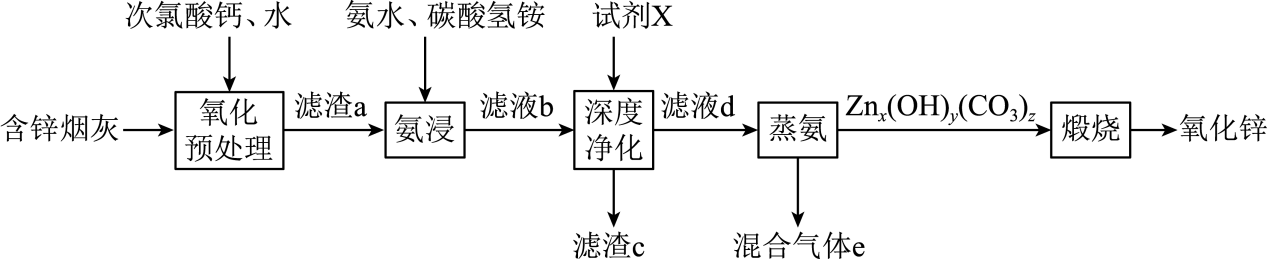 次氯酸钙、水
氨水、碳酸氢铵
试剂X
含锌烟灰
氧化
预处理
滤渣a
氨浸
滤液b
深度
净化
滤液d
蒸氨
Znₓ(OH)ᵧ(CO₃)z
煅烧
氧化锌
滤渣c
混合气体e